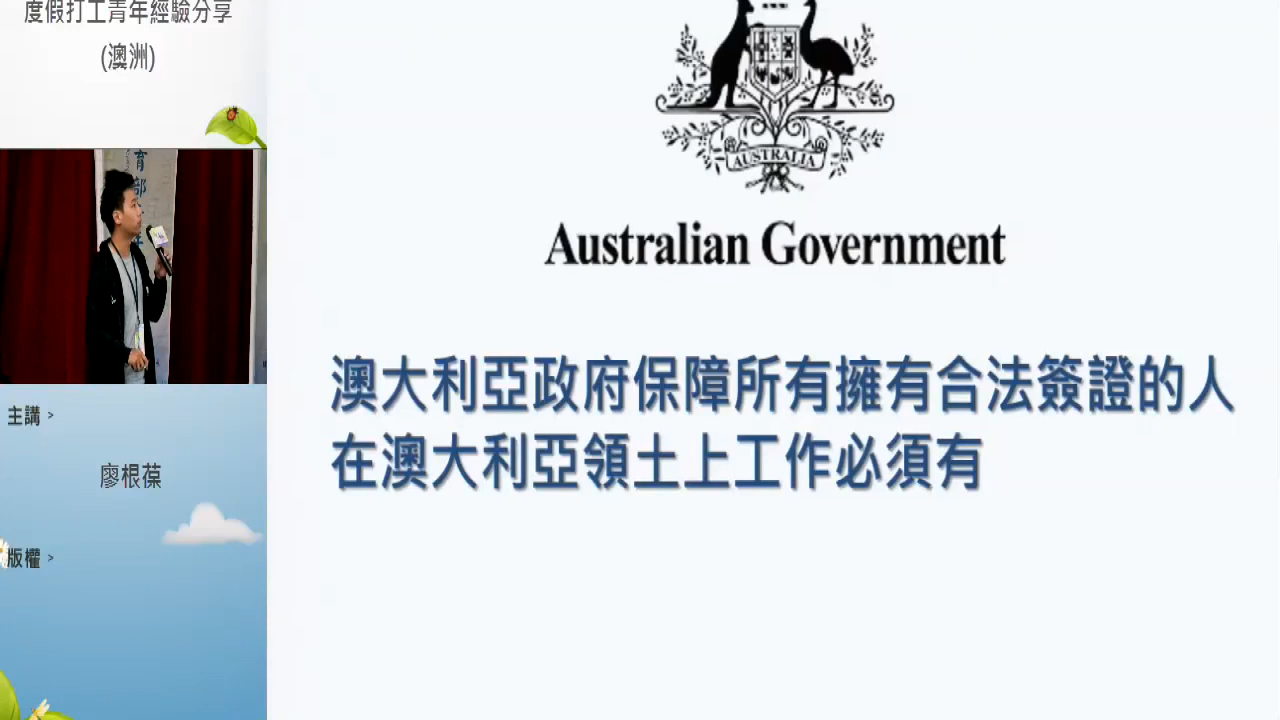 度假打工青年經驗分享
(澳洲)
育
部
主講 >
廖根葆
版權 >
AUSTRALIA
Australian Government
澳大利亞政府保障所有擁有合法簽證的人
在澳大利亞領土上工作必須有